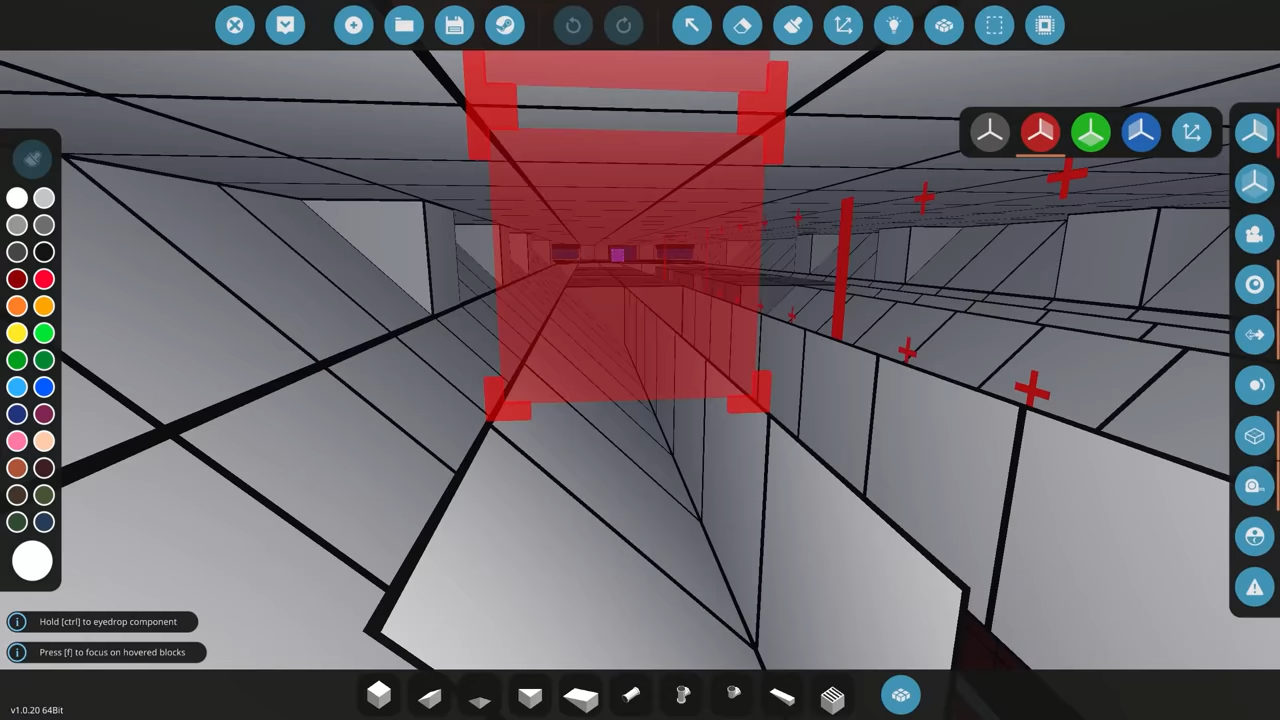 Hold [ctrl] to eyedrop component
Press [f] to focus on hovered blocks
v1.0.20 64Bit